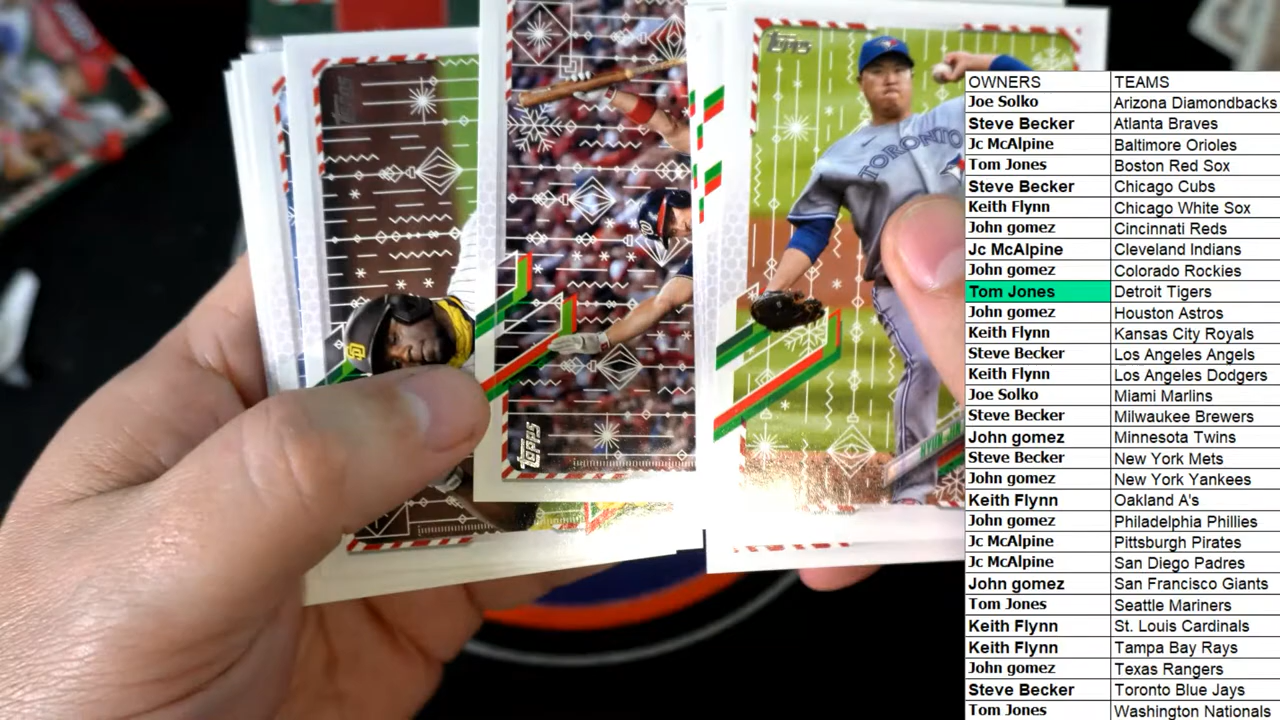 Topps
TOPPS
Topps
TORONTO
HYUN-JIN
OWNERS TEAMS
Joe Solko Arizona Diamondbacks
Steve Becker Atlanta Braves
Jc McAlpine Baltimore Orioles
Tom Jones Boston Red Sox
Steve Becker Chicago Cubs
Keith Flynn Chicago White Sox
John gomez Cincinnati Reds
Jc McAlpine Cleveland Indians
John gomez Colorado Rockies
Tom Jones Detroit Tigers
John gomez Houston Astros
Keith Flynn Kansas City Royals
Steve Becker Los Angeles Angels
Keith Flynn Los Angeles Dodgers
Joe Solko Miami Marlins
Steve Becker Milwaukee Brewers
John gomez Minnesota Twins
Steve Becker New York Mets
John gomez New York Yankees
Keith Flynn Oakland A's
John gomez Philadelphia Phillies
Jc McAlpine Pittsburgh Pirates
Jc McAlpine San Diego Padres
John gomez San Francisco Giants
Tom Jones Seattle Mariners
Keith Flynn St. Louis Cardinals
Keith Flynn Tampa Bay Rays
John gomez Texas Rangers
Steve Becker Toronto Blue Jays
Tom Jones Washington Nationals